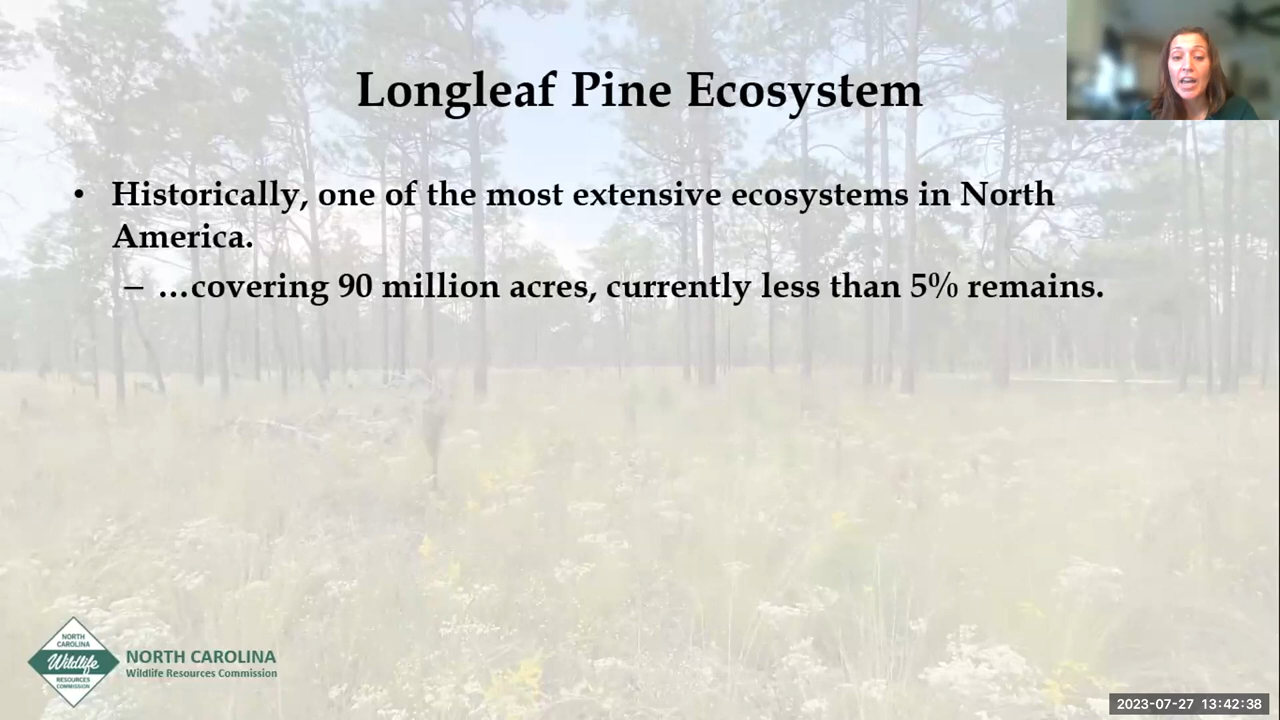 Longleaf Pine Ecosystem
• Historically, one of the most extensive ecosystems in North
America.
– …covering 90 million acres, currently less than 5% remains.
NORTH
CAROLINA
Wildlife
RESOURCES
COMMISSION
NORTH CAROLINA
Wildlife Resources Commission
2023-07-27 13:42:38